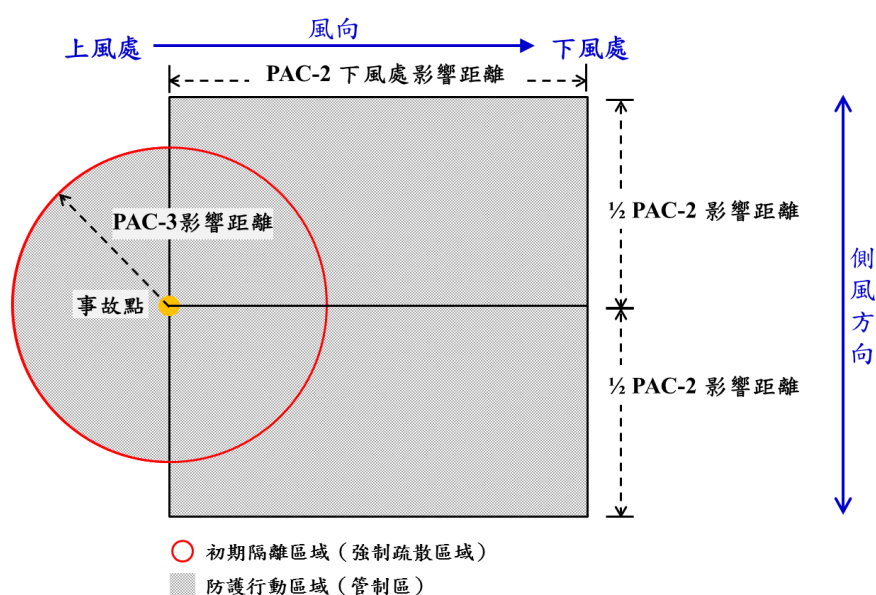 風向
上風處
下風處
PAC-2 下風處影響距離
½ PAC-2 影響距離
PAC-3影響距離
側風方向
事故點
½ PAC-2 影響距離
初期隔離區域（強制疏散區域）
防護行動區域（管制區）